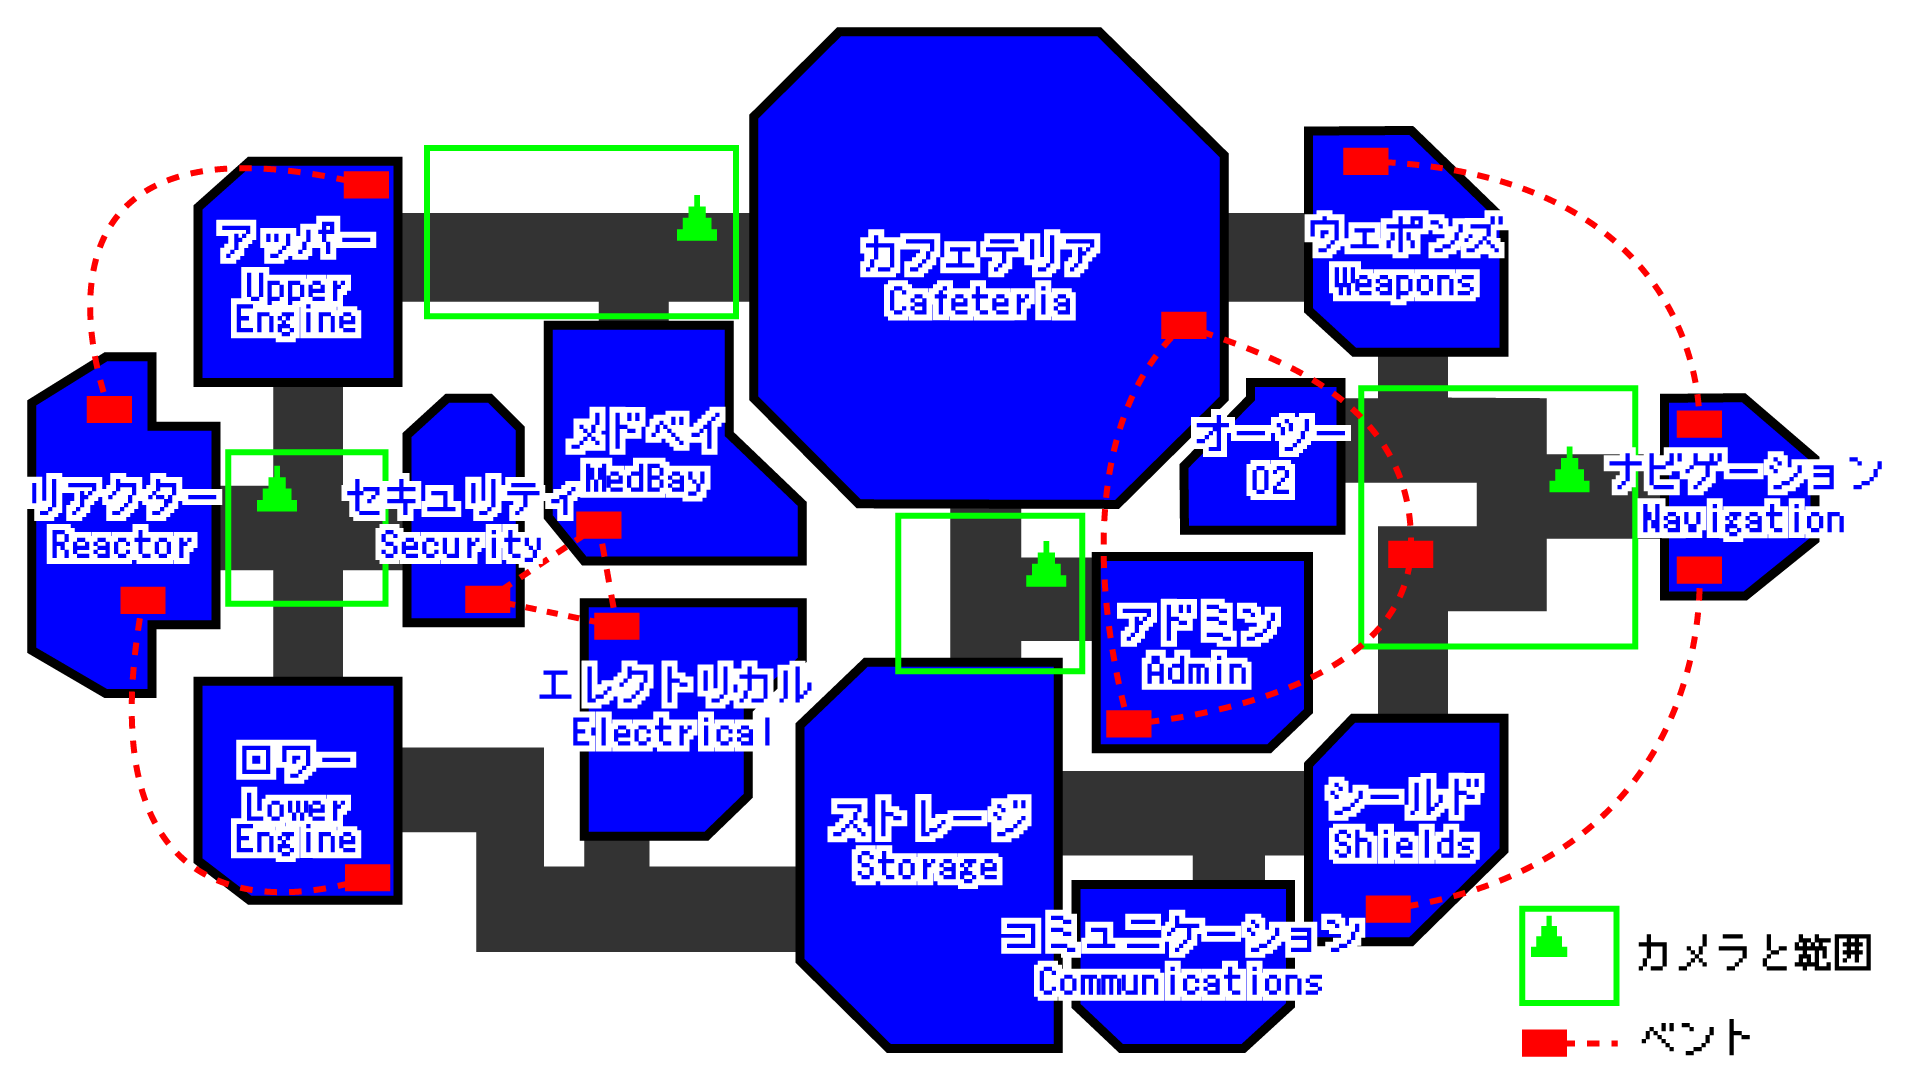 カフェテリア
Cafeteria
アッパー
Upper
Engine
ウェポンズ
Weapons
メドベイ
MedBay
オーツー
O2
リアクター
Reactor
セキュリティ
Security
ナビゲーション
Navigation
アドミン
Admin
エレクトリカル
Electrical
ロワー
Lower
Engine
ストレージ
Storage
シールド
Shields
コミュニケーション
Communications
カメラと範囲
ベント